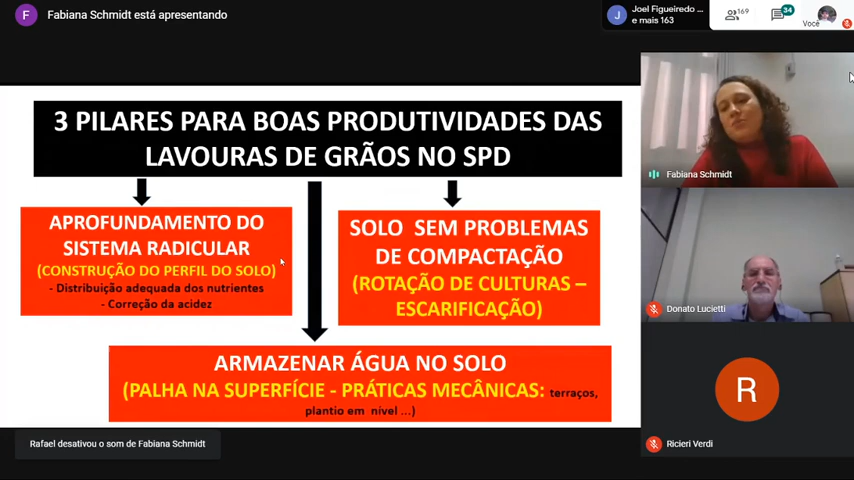 F
Fabiana Schmidt está apresentando
J
Joel Figueiredo ...
e mais 163
169
34
Você
3 PILARES PARA BOAS PRODUTIVIDADES DAS
LAVOURAS DE GRÃOS NO SPD
APROFUNDAMENTO DO
SISTEMA RADICULAR
(CONSTRUÇÃO DO PERFIL DO SOLO)
- Distribuição adequada dos nutrientes
- Correção da acidez
SOLO SEM PROBLEMAS
DE COMPACTAÇÃO
(ROTAÇÃO DE CULTURAS –
ESCARIFICAÇÃO)
ARMAZENAR ÁGUA NO SOLO
(PALHA NA SUPERFÍCIE - PRÁTICAS MECÂNICAS: terraços,
plantio em nível ...)
Fabiana Schmidt
Donato Lucietti
R
Ricieri Verdi
Rafael desativou o som de Fabiana Schmidt